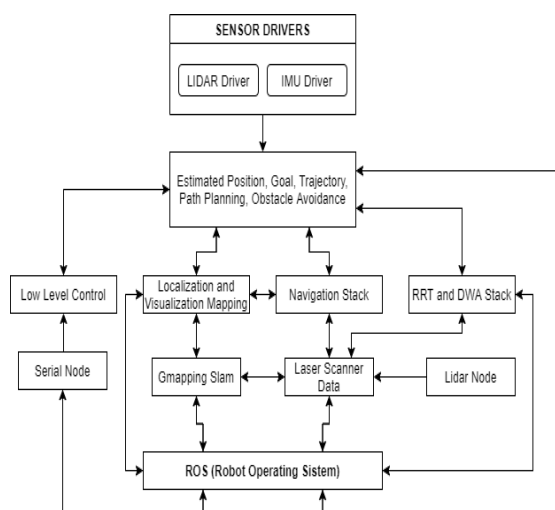 SENSOR DRIVERS
LIDAR Driver
IMU Driver
Estimated Position, Goal, Trajectory,
Path Planning, Obstacle Avoidance
Low Level Control
Localization and
Visualization Mapping
Navigation Stack
RRT and DWA Stack
Serial Node
Gmapping Slam
Laser Scanner
Data
Lidar Node
ROS (Robot Operating Sistem)